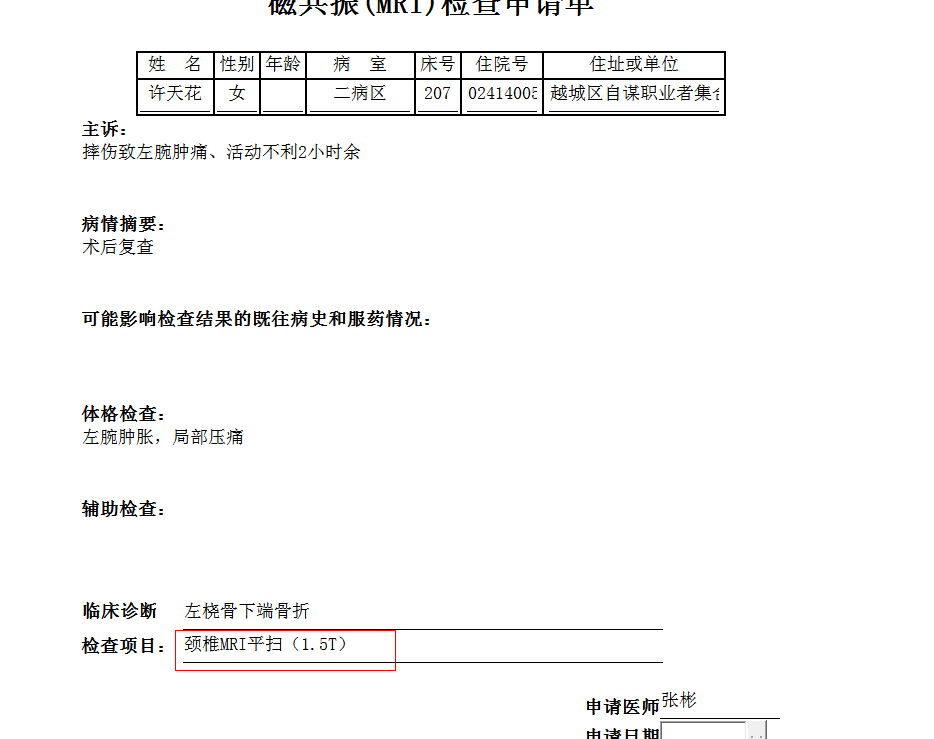 磁共振(MRI)检查申请单
姓 名 性别 年龄 病 室 床号 住院号 住址或单位
许天花 女 二病区 207 02414005 越城区自谋职业者集合
主诉：
摔伤致左腕肿痛、活动不利2小时余
病情摘要：
术后复查
可能影响检查结果的既往病史和服药情况：
体格检查：
左腕肿胀，局部压痛
辅助检查：
临床诊断 左桡骨下端骨折
检查项目： 颈椎MRI平扫（1.5T）
申请医师 张彬
申请日期